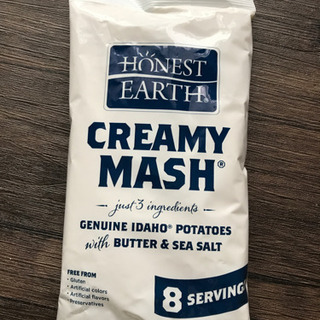 HONEST
EARTH®
CREAMY
MASH®
just 3 ingredients
GENUINE IDAHO® POTATOES
with BUTTER & SEA SALT
FREE FROM
• Gluten
• Artificial colors
• Artificial flavors
• Preservatives
8 SERVING